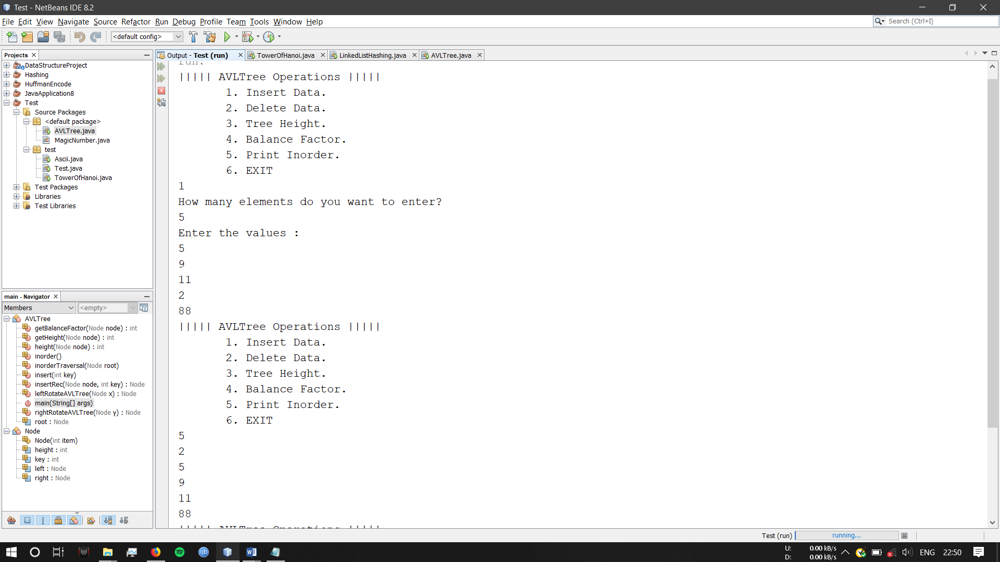 Test - NetBeans IDE 8.2
File Edit View Navigate Source Refactor Run Debug Profile Team Tools Window Help
Search (Ctrl+I)
<default config>
Projects
DataStructureProject
Hashing
HuffmanEncode
JavaApplication8
Test
Source Packages
<default package>
AVLTree.java
MagicNumber.java
test
Ascii.java
Test.java
TowerOfHanoi.java
Test Packages
Libraries
Test Libraries
main - Navigator
Members
<empty>
AVLTree
getBalanceFactor(Node node) : int
getHeight(Node node) : int
height(Node node) : int
inorder()
inorderTraversal(Node root)
insert(int key)
insertRec(Node node, int key) : Node
leftRotateAVLTree(Node x) : Node
main(String[] args)
rightRotateAVLTree(Node y) : Node
root : Node
Node
Node(int item)
height : int
key : int
left : Node
right : Node
Output - Test (run) TowerOfHanoi.java LinkedListHashing.java AVLTree.java
run:
||||| AVLTree Operations |||||
1. Insert Data.
2. Delete Data.
3. Tree Height.
4. Balance Factor.
5. Print Inorder.
6. EXIT
1
How many elements do you want to enter?
5
Enter the values :
5
9
11
2
88
||||| AVLTree Operations |||||
1. Insert Data.
2. Delete Data.
3. Tree Height.
4. Balance Factor.
5. Print Inorder.
6. EXIT
5
2
5
9
11
88
||||| AVLTree Operations |||||
Test (run) running...
qb
U: 0.00 kB/s
D: 0.00 kB/s
ENG 22:50